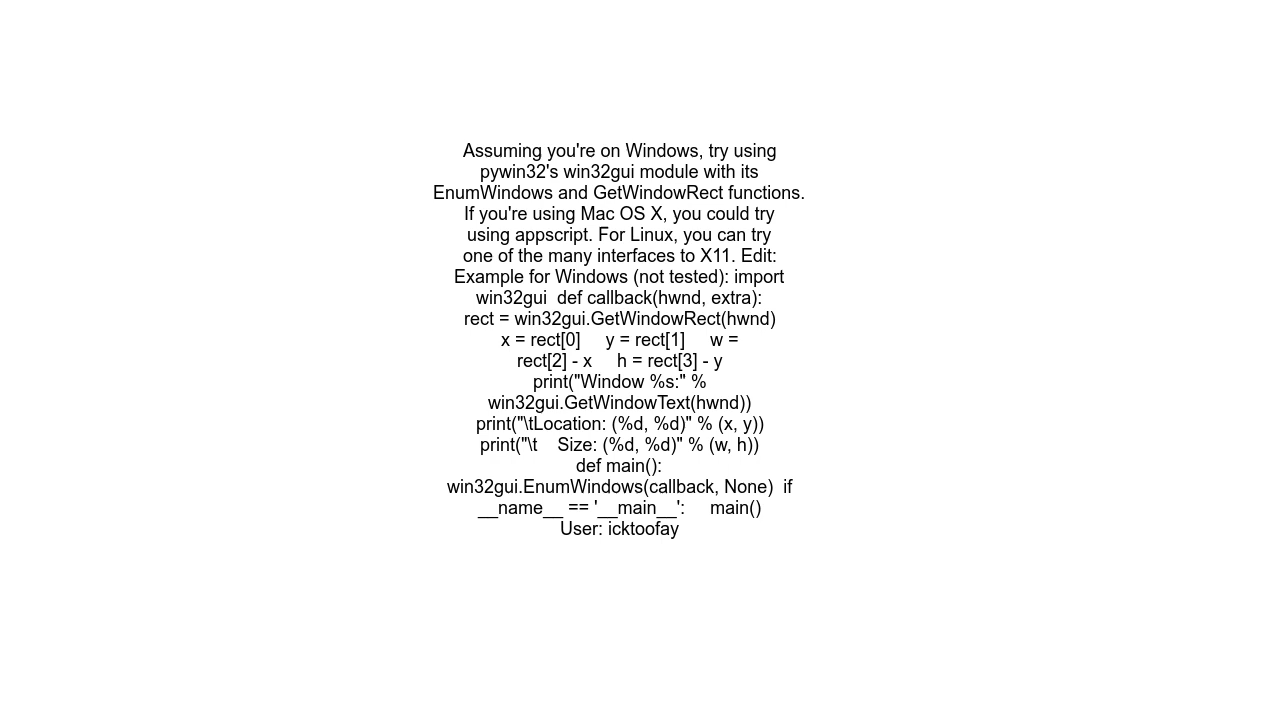 Assuming you're on Windows, try using
pywin32's win32gui module with its
EnumWindows and GetWindowRect functions.
If you're using Mac OS X, you could try
using appscript. For Linux, you can try
one of the many interfaces to X11. Edit:
Example for Windows (not tested): import
win32gui  def callback(hwnd, extra):
rect = win32gui.GetWindowRect(hwnd)
x = rect[0]     y = rect[1]     w =
rect[2] - x     h = rect[3] - y
print("Window %s:" %
win32gui.GetWindowText(hwnd))
print("\tLocation: (%d, %d)" % (x, y))
print("\t    Size: (%d, %d)" % (w, h))
def main():
win32gui.EnumWindows(callback, None)  if
__name__ == '__main__':     main()
User: icktoofay